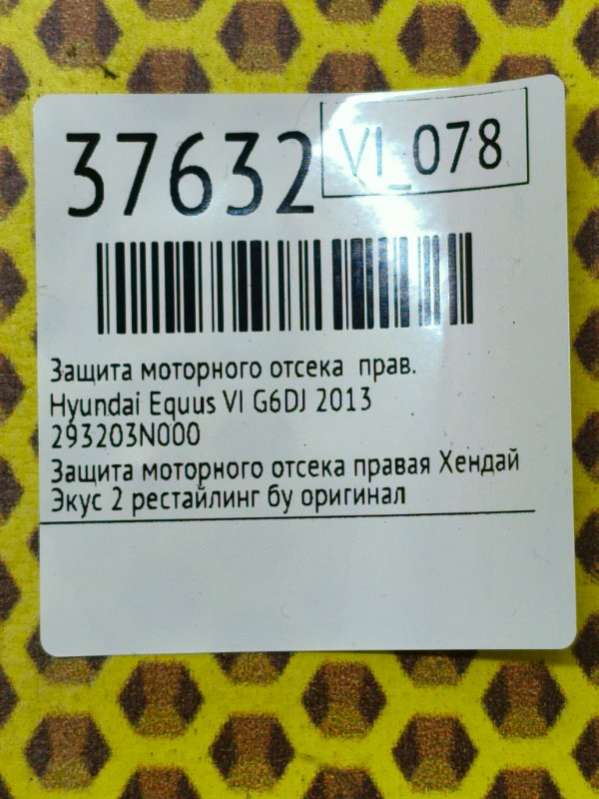 37632
VI_078
Защита моторного отсека прав.
Hyundai Equus VI G6DJ 2013
293203N000
Защита моторного отсека правая Хендай
Экус 2 рестайлинг бу оригинал